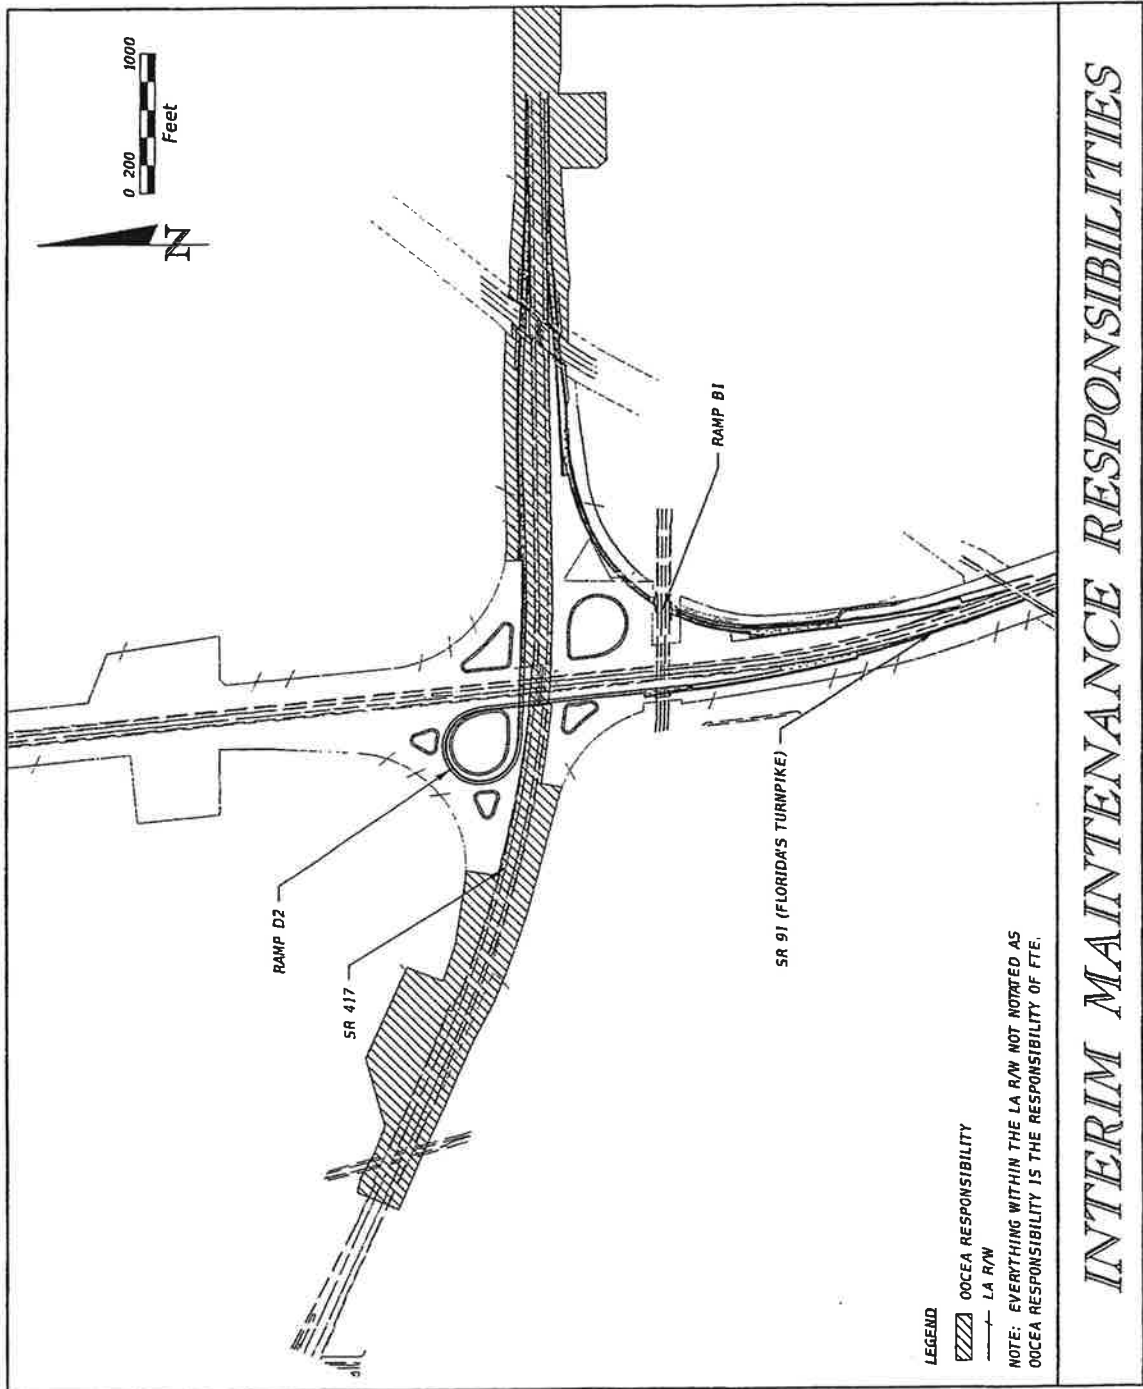 0 200 1000
Feet
N
RAMP B1
RAMP D2
SR 417
SR 91 (FLORIDA'S TURNPIKE)
LEGEND
OOCEA RESPONSIBILITY
LA R/W
NOTE: EVERYTHING WITHIN THE LA R/W NOT NOTATED AS
OOCEA RESPONSIBILITY IS THE RESPONSIBILITY OF FTE.
INTERIM MAINTENANCE RESPONSIBILITIES